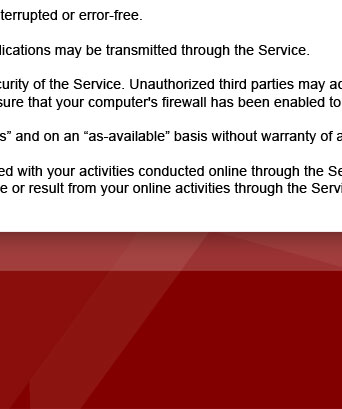 terrupted or error-free.
lications may be transmitted through the Service.
curity of the Service. Unauthorized third parties may ac
sure that your computer's firewall has been enabled to
s” and on an “as-available” basis without warranty of a
ed with your activities conducted online through the Se
e or result from your online activities through the Servi